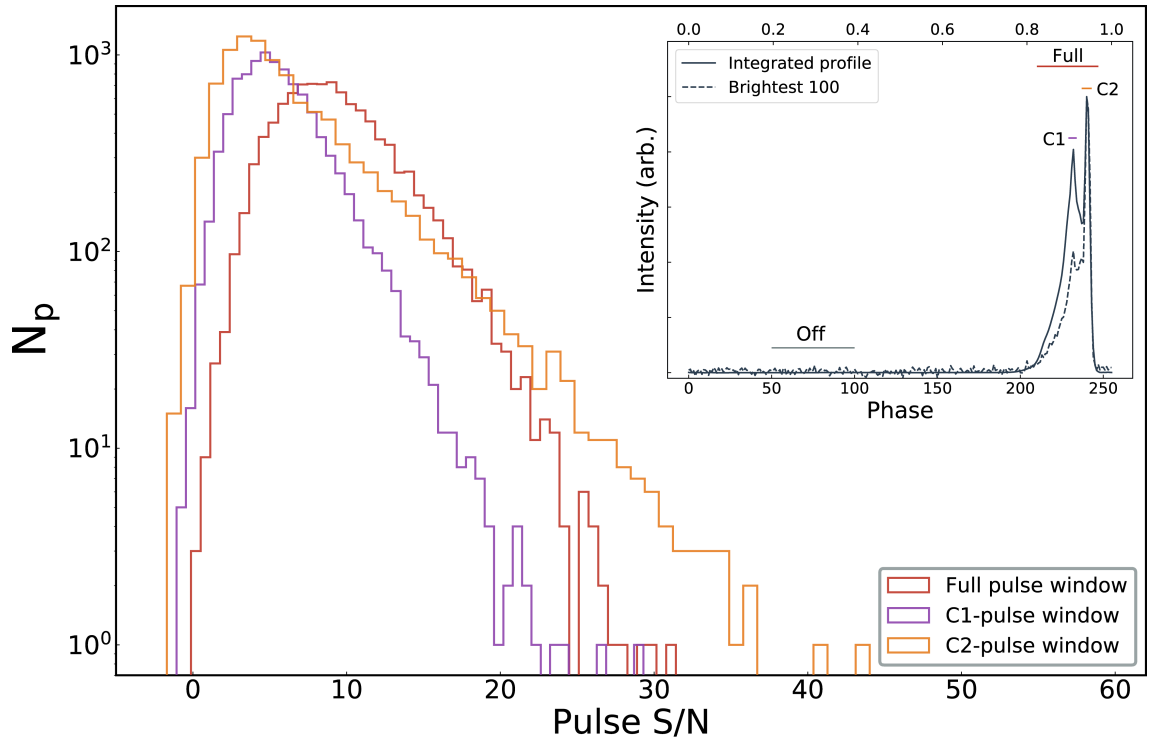 0.0 0.2 0.4 0.6 0.8 1.0
Integrated profile
Brightest 100
Full
C2
C1
Off
Intensity (arb.)
0 50 100 150 200 250
Phase
10³
10²
10¹
10⁰
Nₚ
Full pulse window
C1-pulse window
C2-pulse window
0 10 20 30 40 50 60
Pulse S/N